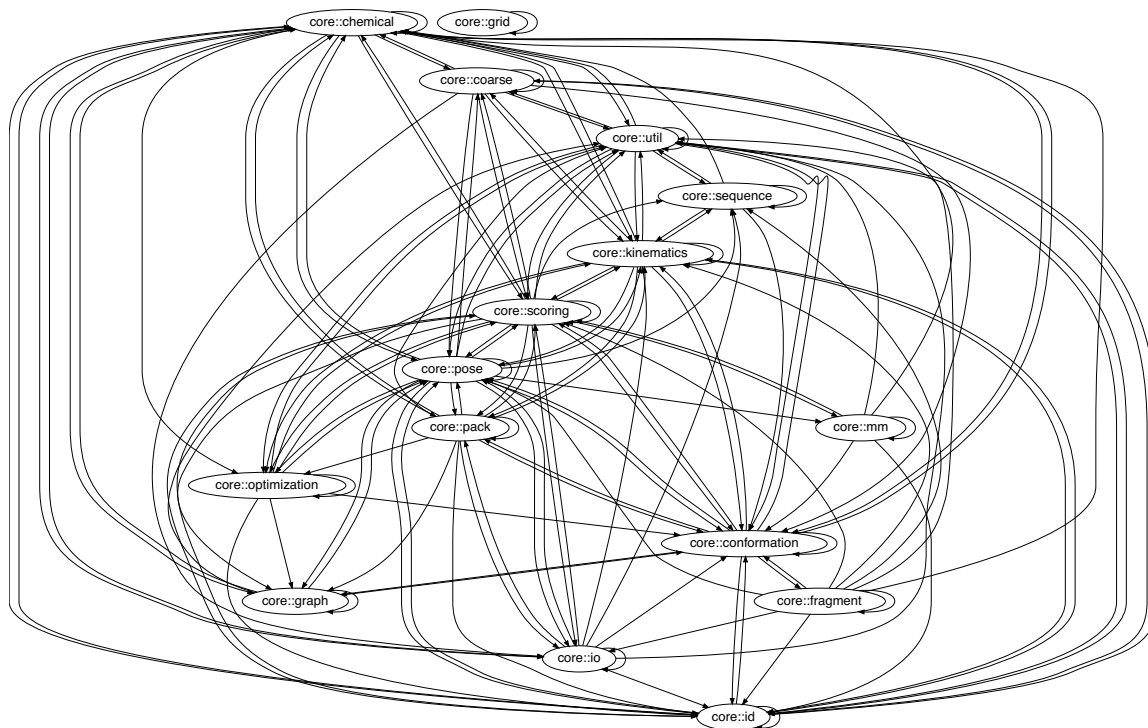 core::chemical
core::grid
core::coarse
core::util
core::sequence
core::kinematics
core::scoring
core::pose
core::pack
core::mm
core::optimization
core::conformation
core::graph
core::fragment
core::io
core::id